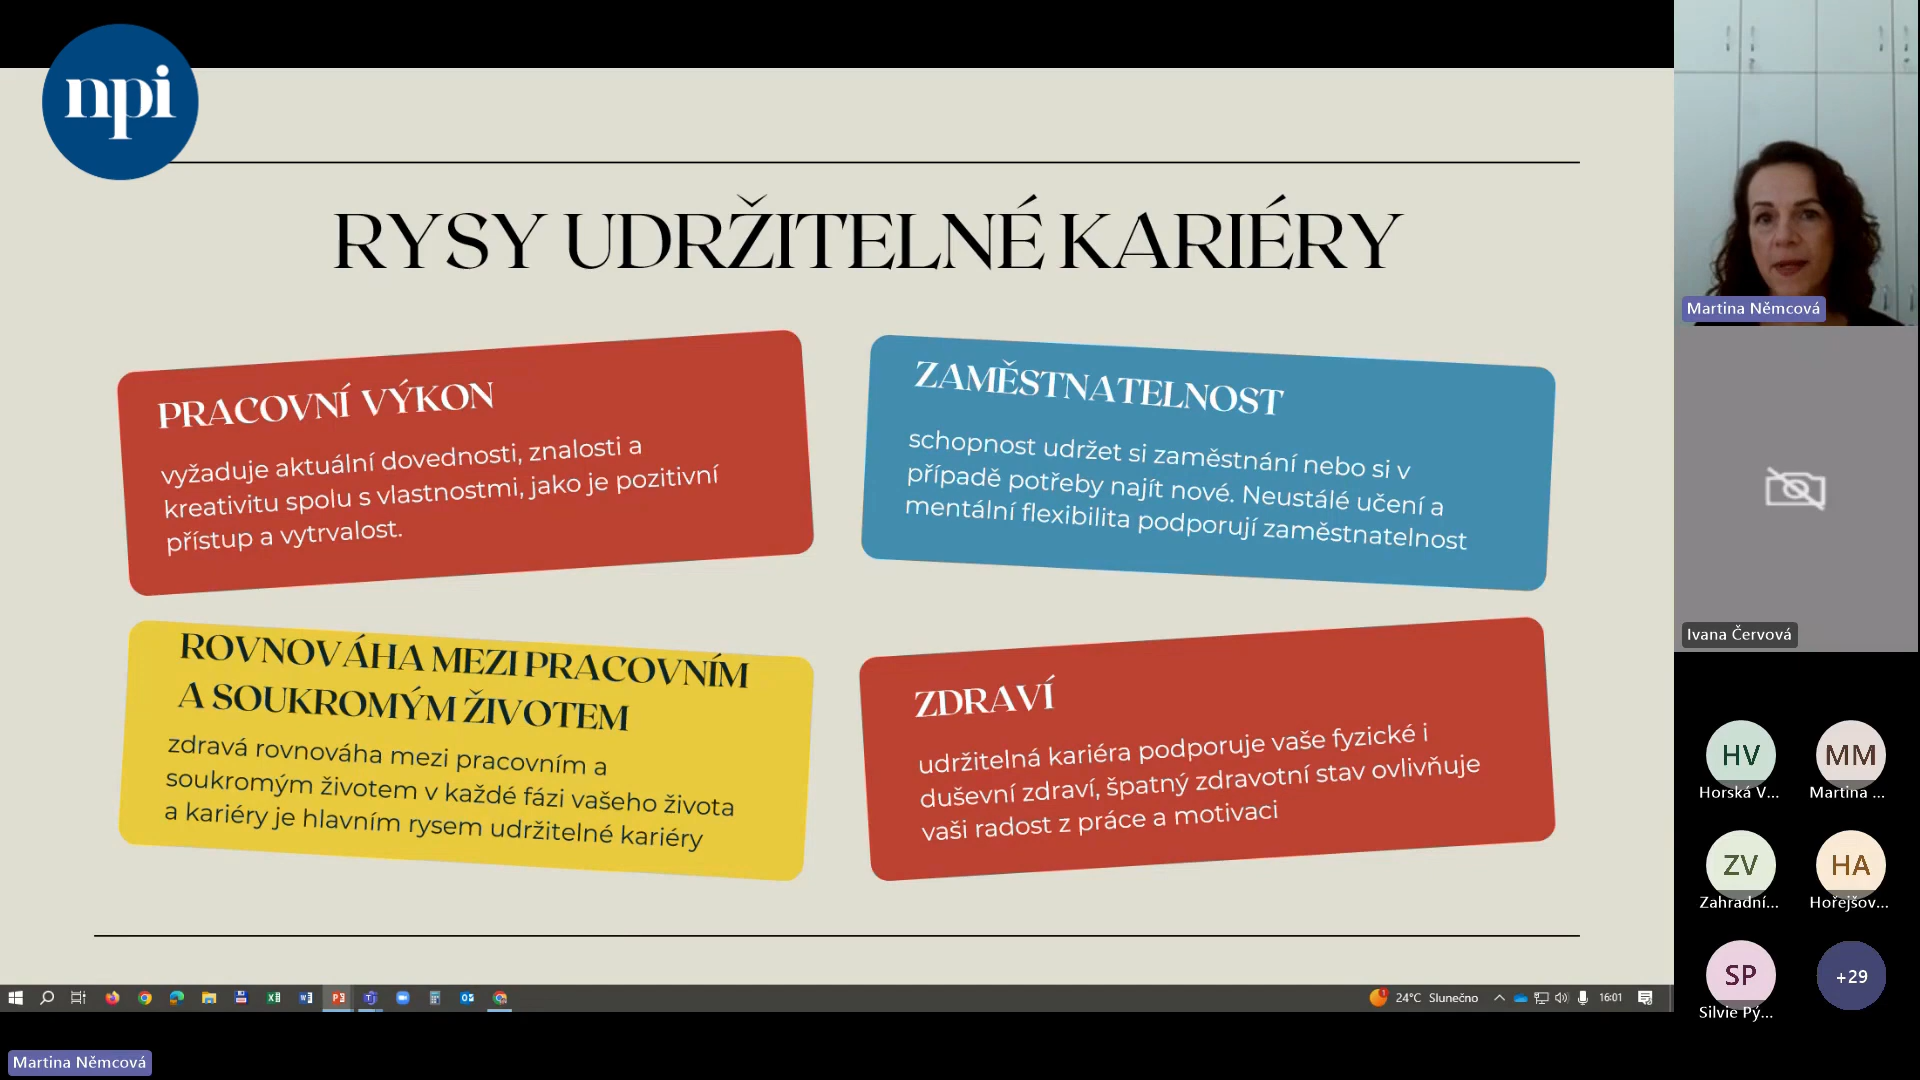 npi
RYSY UDRŽITELNÉ KARIÉRY
PRACOVNÍ VÝKON
vyžaduje aktuální dovednosti, znalosti a
kreativitu spolu s vlastnostmi, jako je pozitivní
přístup a vytrvalost.
ZAMĚSTNATELNOST
schopnost udržet si zaměstnání nebo si v
případě potřeby najít nové. Neustálé učení a
mentální flexibilita podporují zaměstnatelnost
ROVNOVÁHA MEZI PRACOVNÍM
A SOUKROMÝM ŽIVOTEM
zdravá rovnováha mezi pracovním a
soukromým životem v každé fázi vašeho života
a kariéry je hlavním rysem udržitelné kariéry
ZDRAVÍ
udržitelná kariéra podporuje vaše fyzické i
duševní zdraví, špatný zdravotní stav ovlivňuje
vaši radost z práce a motivaci
24°C Slunečno
16:01
Martina Němcová
Martina Němcová
Ivana Červová
HV
Horská V...
MM
Martina ...
ZV
Zahradní...
HA
Hořejšov...
SP
Silvie Pý...
+29